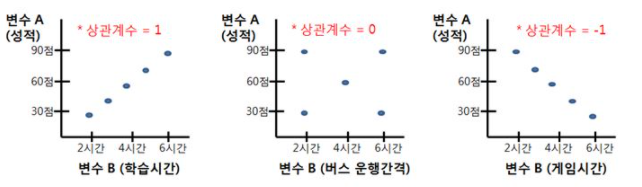 변수 A
(성적)
* 상관계수 = 1
90점
60점
30점
2시간 4시간 6시간
변수 B (학습시간)
변수 A
(성적)
* 상관계수 = 0
90점
60점
30점
2시간 4시간 6시간
변수 B (버스 운행간격)
변수 A
(성적)
* 상관계수 = -1
90점
60점
30점
2시간 4시간 6시간
변수 B (게임시간)